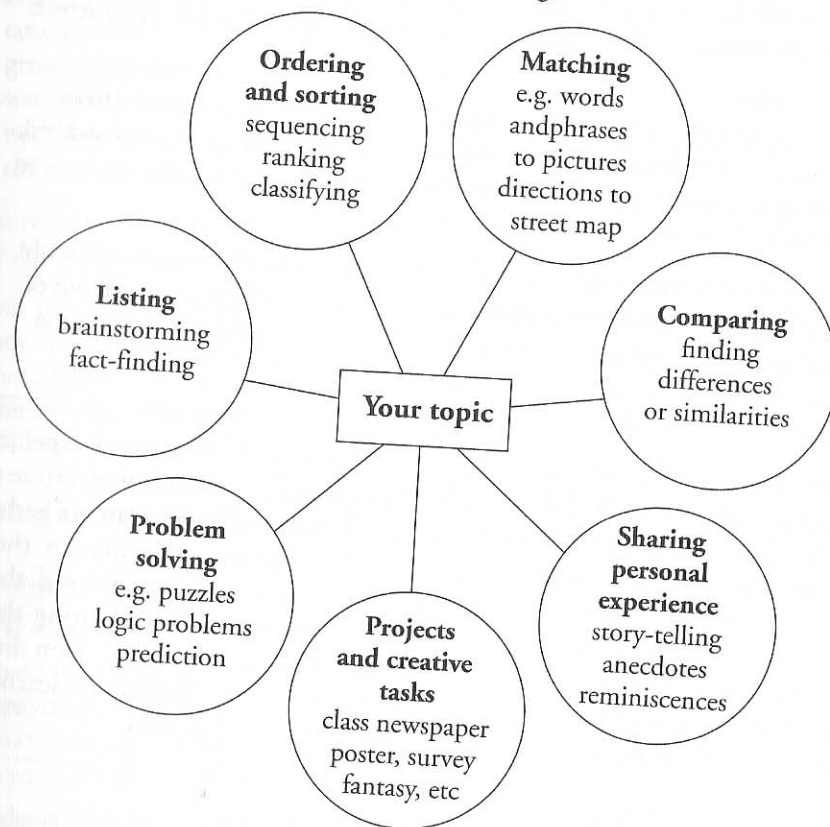 Ordering
and sorting
sequencing
ranking
classifying
Matching
e.g. words
andphrases
to pictures
directions to
street map
Listing
brainstorming
fact-finding
Comparing
finding
differences
or similarities
Your topic
Problem
solving
e.g. puzzles
logic problems
prediction
Projects
and creative
tasks
class newspaper
poster, survey
fantasy, etc
Sharing
personal
experience
story-telling
anecdotes
reminiscences